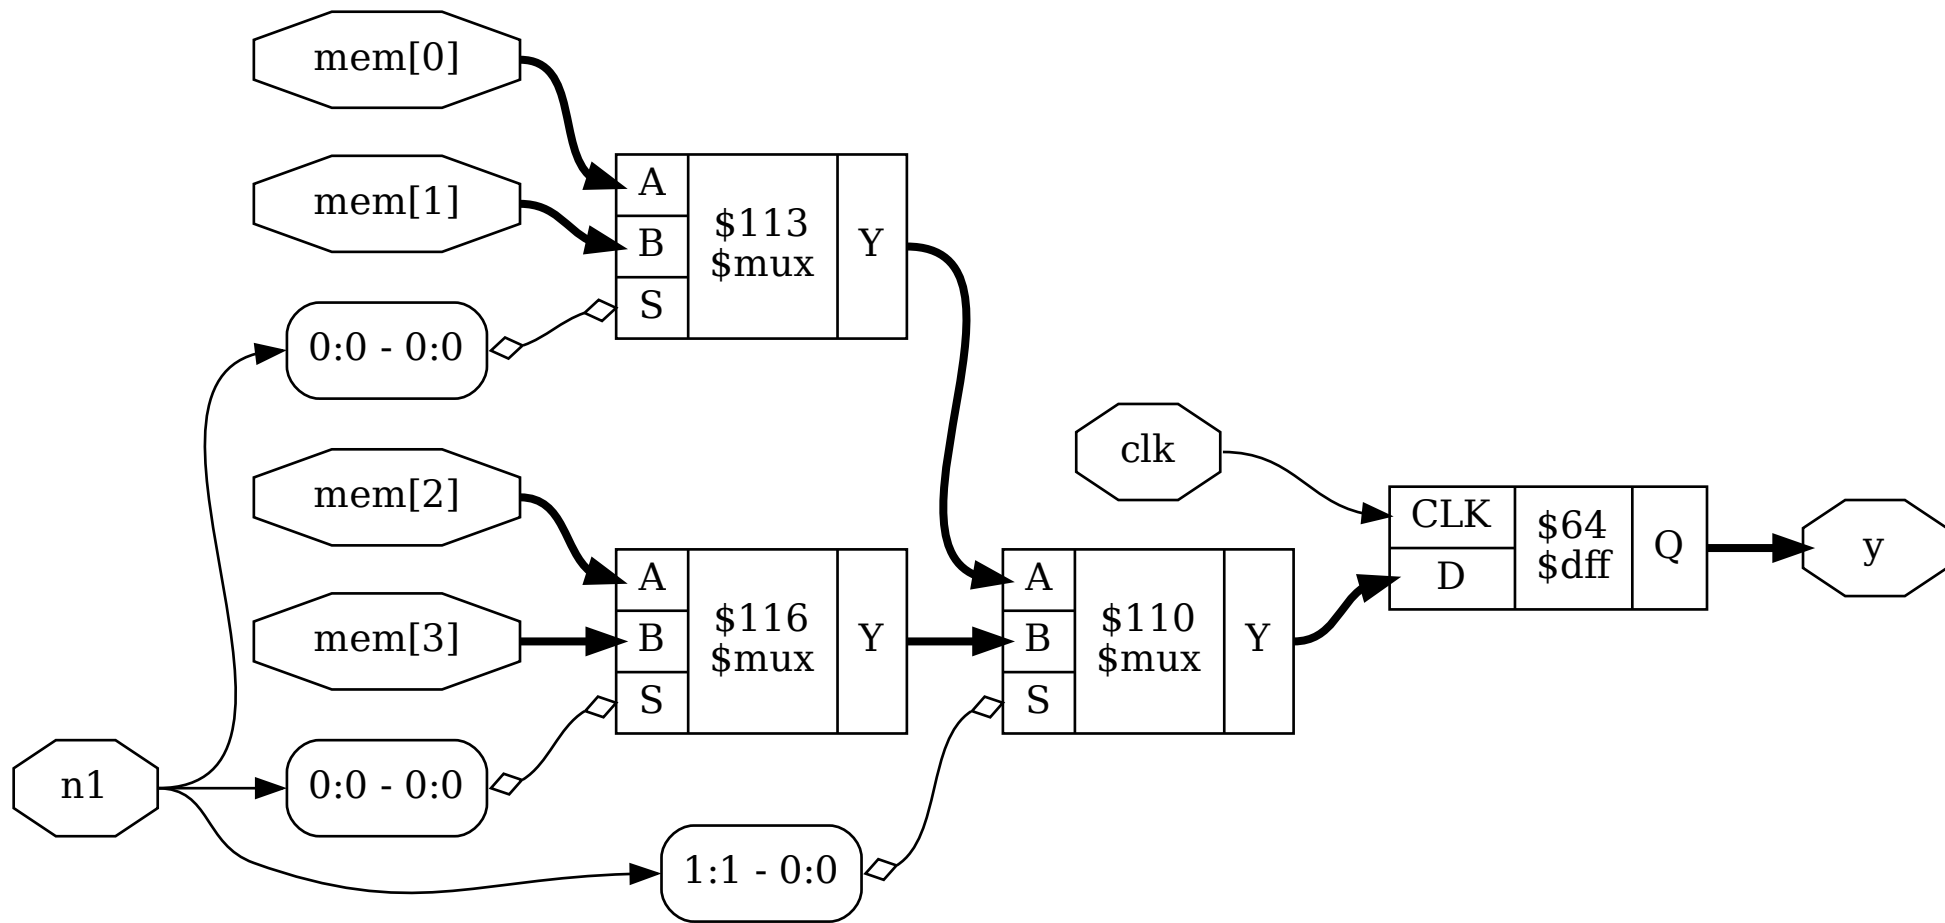 mem[0]
mem[1]
A
B
S
$113
$mux
Y
0:0 - 0:0
mem[2]
mem[3]
A
B
S
$116
$mux
Y
n1
0:0 - 0:0
1:1 - 0:0
A
B
S
$110
$mux
Y
clk
CLK
D
$64
$dff
Q
y